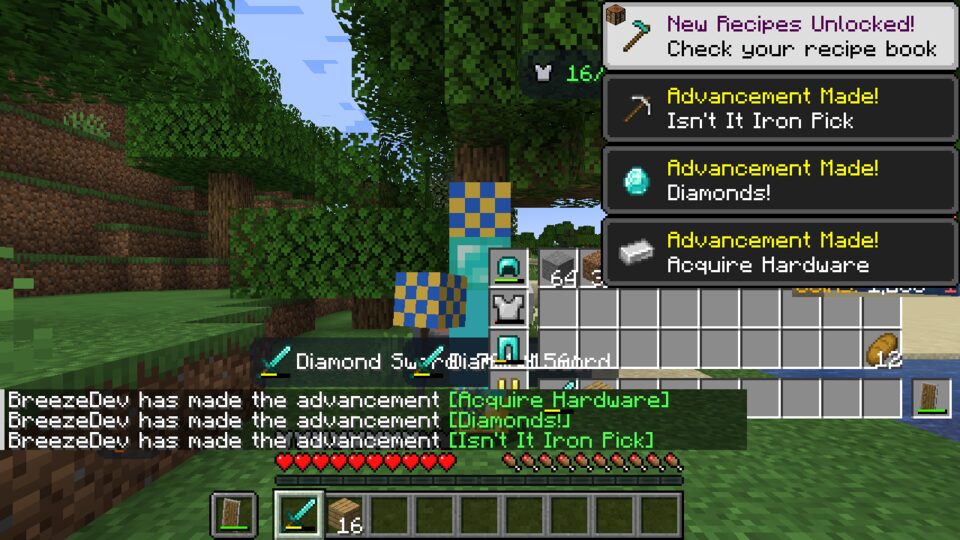 New Recipes Unlocked!
Check your recipe book
16/
Advancement Made!
Isn't It Iron Pick
Advancement Made!
Diamonds!
Advancement Made!
Acquire Hardware
64
12
Diamond
BreezeDev has made the advancement [Acquire Hardware]
BreezeDev has made the advancement [Diamonds!]
BreezeDev has made the advancement [Isn't It Iron Pick]
16